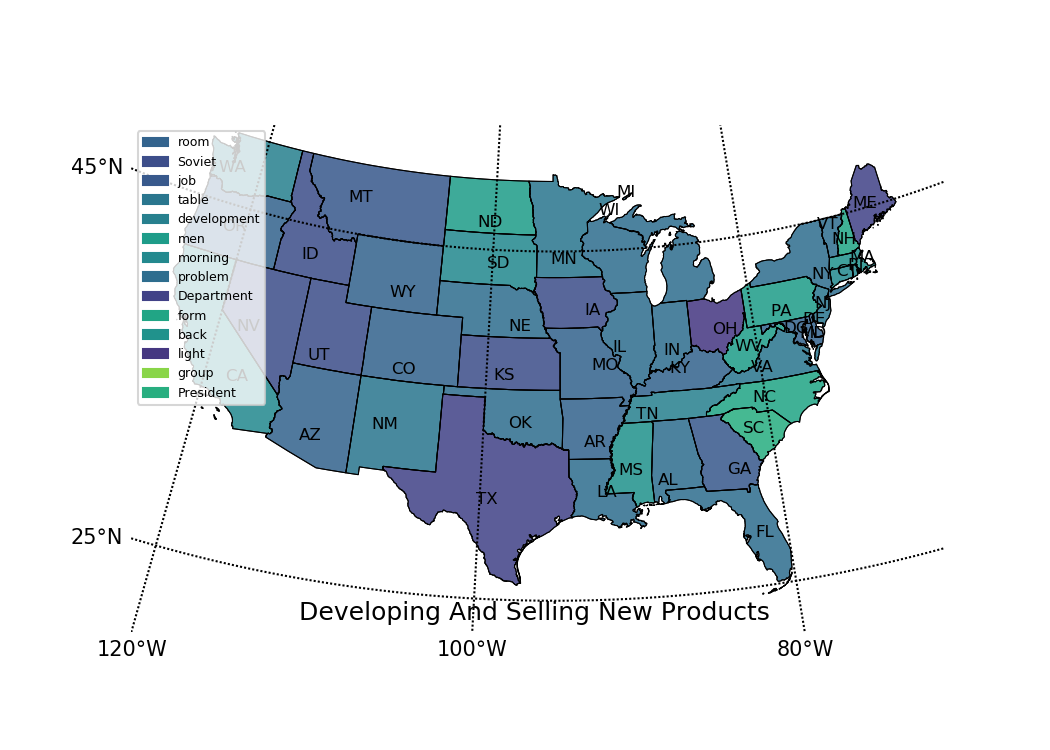 45°N
25°N
120°W
100°W
80°W
room
Soviet
job
table
development
men
morning
problem
Department
form
back
light
group
President
WA
OR
CA
NV
ID
MT
WY
UT
CO
AZ
NM
ND
SD
NE
KS
OK
TX
MN
IA
MO
AR
LA
WI
MI
IL
IN
OH
KY
TN
MS
AL
GA
FL
SC
NC
VA
WV
PA
NY
VT
NH
ME
MA
CT
RI
NJ
DE
MD
DC
Developing And Selling New Products